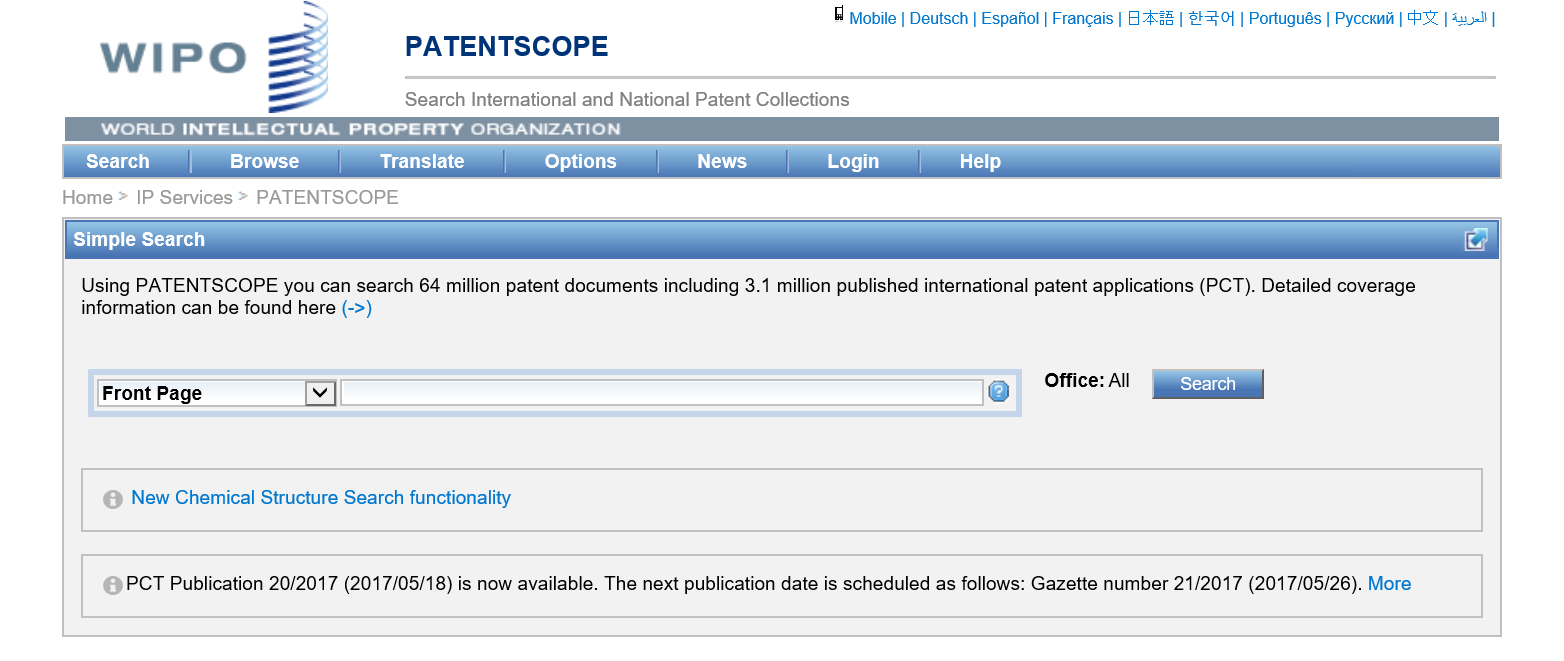 Mobile | Deutsch | Español | Français | 日本語 | 한국어 | Português | Русский | 中文 | العربية |
WIPO
PATENTSCOPE
Search International and National Patent Collections
WORLD INTELLECTUAL PROPERTY ORGANIZATION
Search Browse Translate Options News Login Help
Home > IP Services > PATENTSCOPE
Simple Search
Using PATENTSCOPE you can search 64 million patent documents including 3.1 million published international patent applications (PCT). Detailed coverage
information can be found here (->)
Front Page ? Office: All Search
New Chemical Structure Search functionality
PCT Publication 20/2017 (2017/05/18) is now available. The next publication date is scheduled as follows: Gazette number 21/2017 (2017/05/26). More